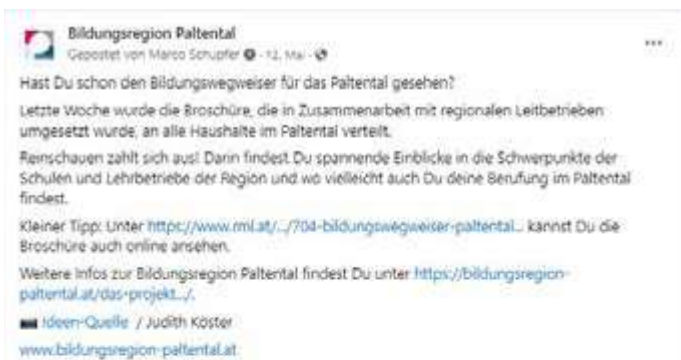 Bildungsregion Paltental
Gepostet von Marco Schupfer · 12. Mai ·
Hast Du schon den Bildungswegweiser für das Paltental gesehen?
Letzte Woche wurde die Broschüre, die in Zusammenarbeit mit regionalen Leitbetrieben
umgesetzt wurde, an alle Haushalte im Paltental verteilt.
Reinschauen zahlt sich aus! Darin findest Du spannende Einblicke in die Schwerpunkte der
Schulen und Lehrbetriebe der Region und wo vielleicht auch Du deine Berufung im Paltental
findest.
Kleiner Tipp: Unter https://www.rml.at/.../704-bildungswegweiser-paltental... kannst Du die
Broschüre auch online ansehen.
Weitere Infos zur Bildungsregion Paltental findest Du unter https://bildungsregion-
paltental.at/das-projekt.../.
📷 Ideen-Quelle / Judith Köster
www.bildungsregion-paltental.at